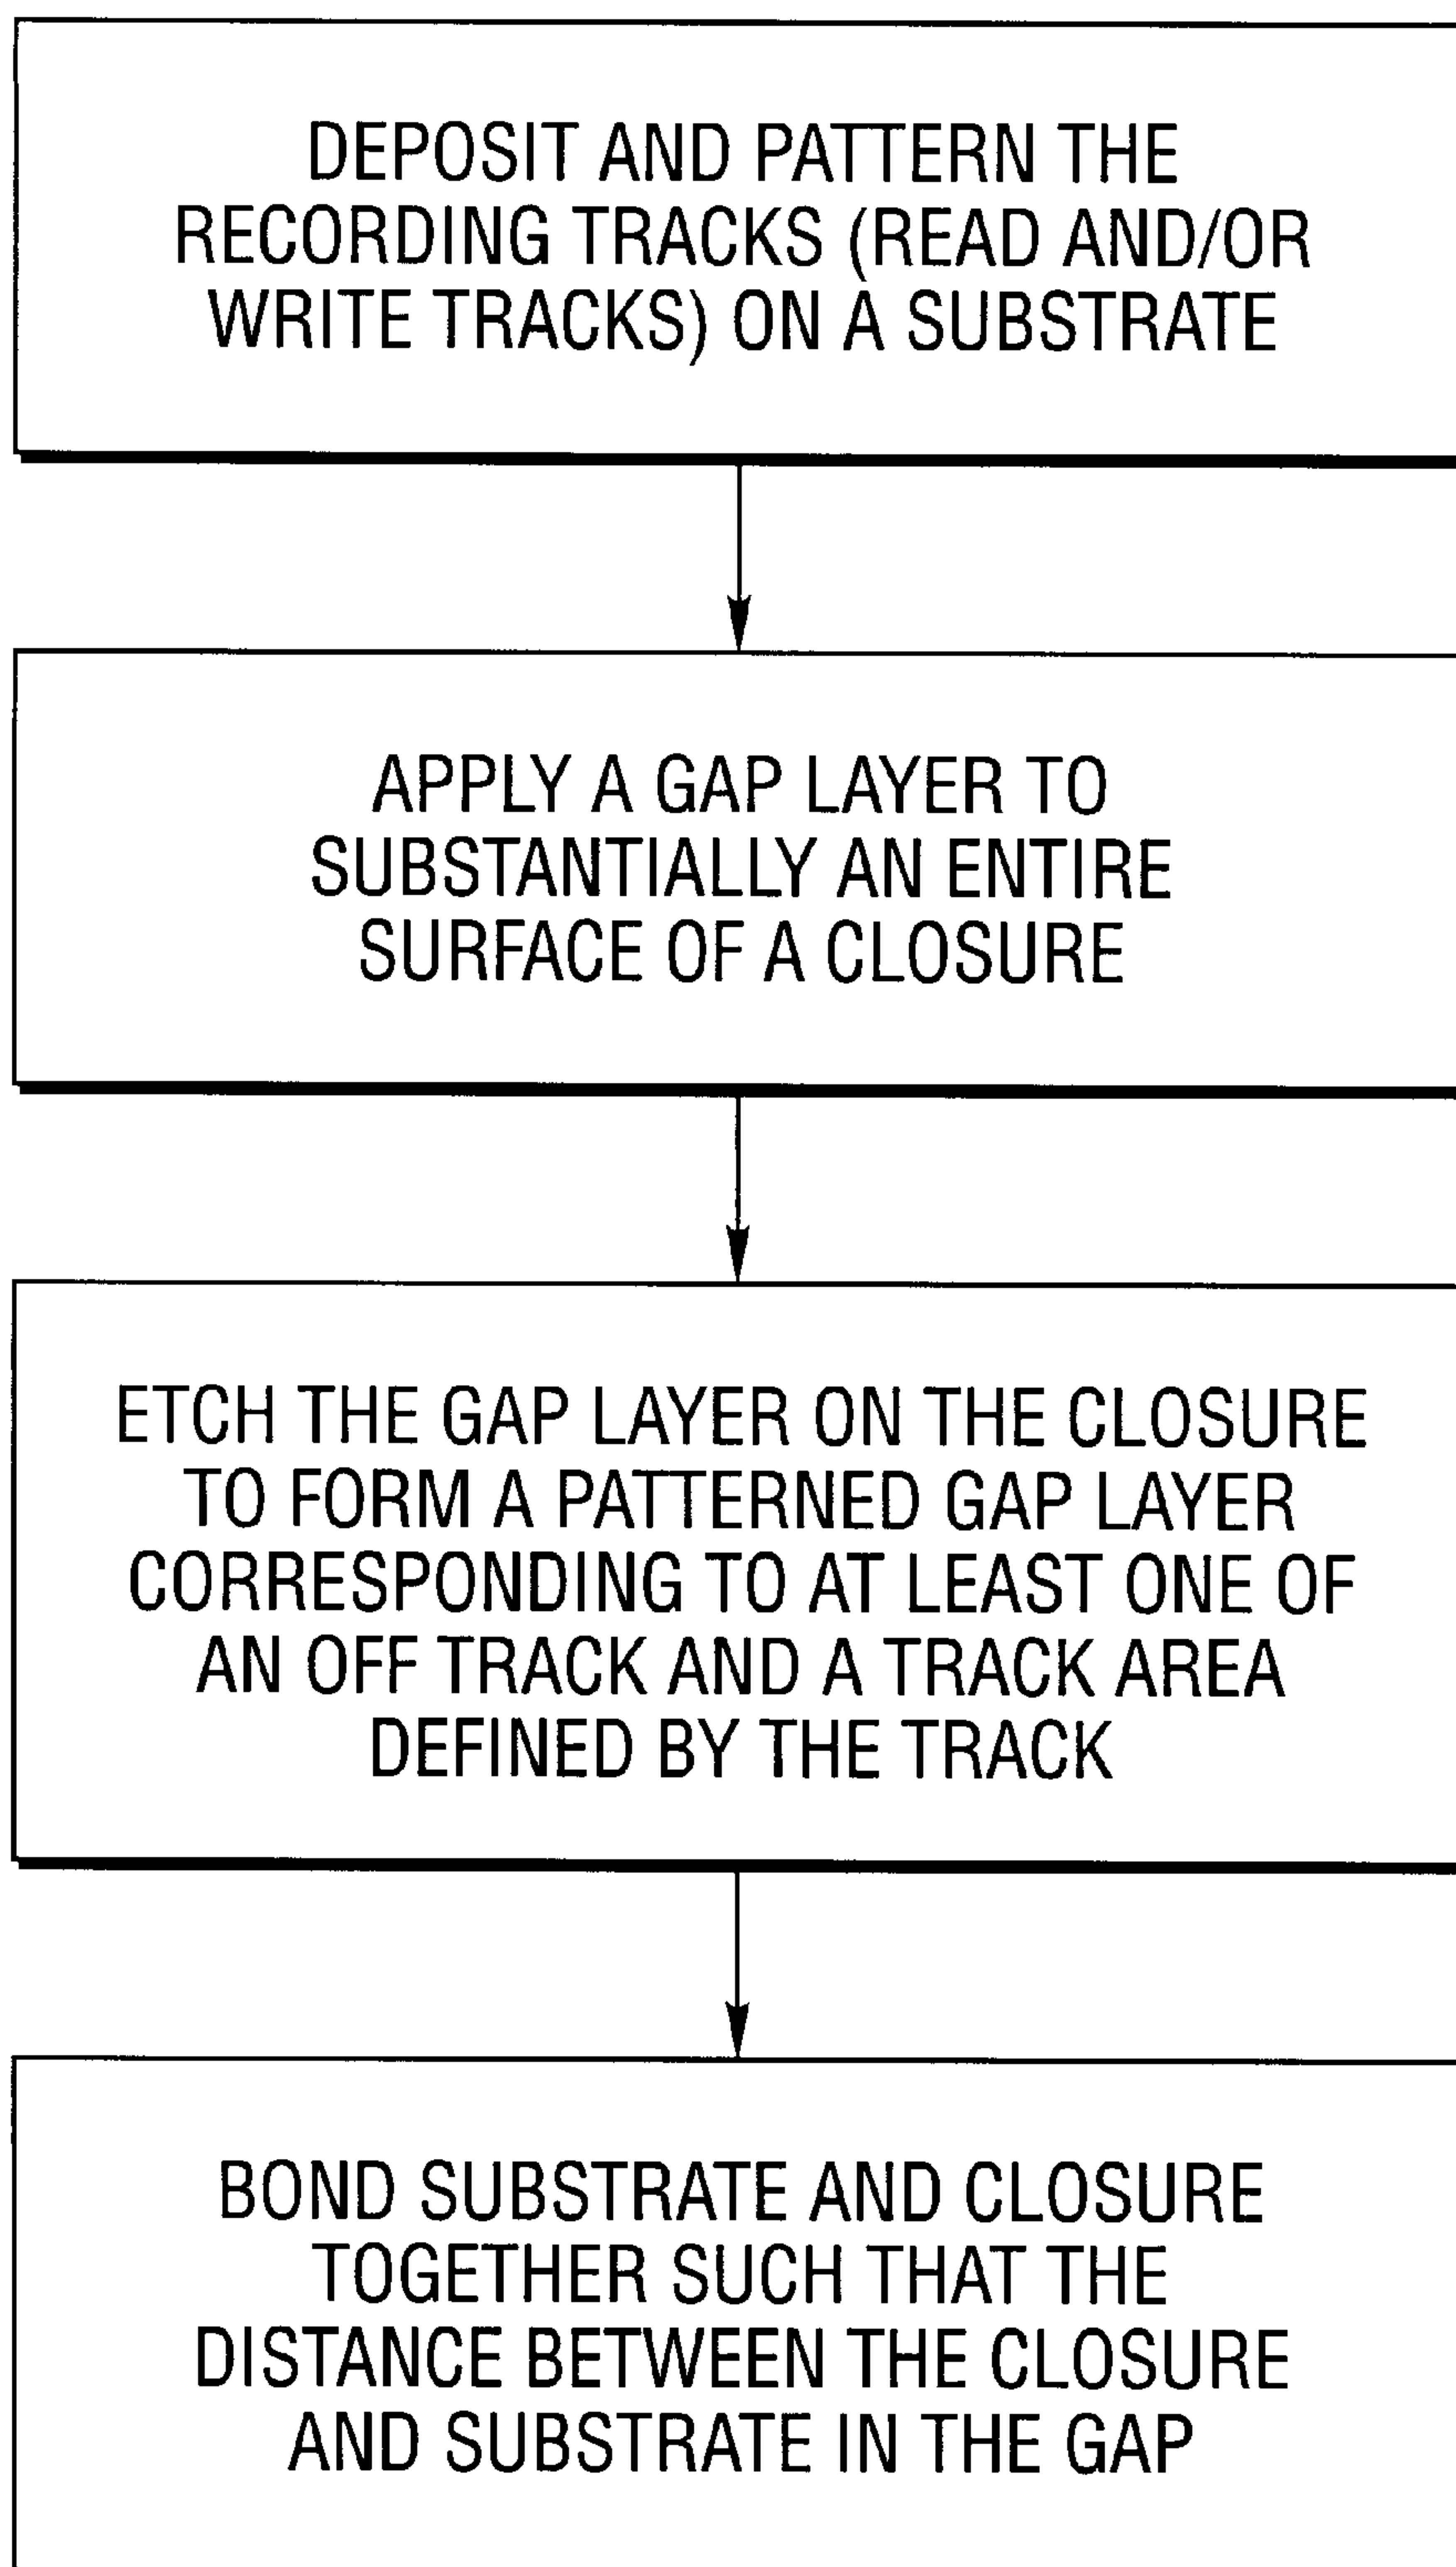 DEPOSIT AND PATTERN THE
RECORDING TRACKS (READ AND/OR
WRITE TRACKS) ON A SUBSTRATE
APPLY A GAP LAYER TO
SUBSTANTIALLY AN ENTIRE
SURFACE OF A CLOSURE
ETCH THE GAP LAYER ON THE CLOSURE
TO FORM A PATTERNED GAP LAYER
CORRESPONDING TO AT LEAST ONE OF
AN OFF TRACK AND A TRACK AREA
DEFINED BY THE TRACK
BOND SUBSTRATE AND CLOSURE
TOGETHER SUCH THAT THE
DISTANCE BETWEEN THE CLOSURE
AND SUBSTRATE IN THE GAP